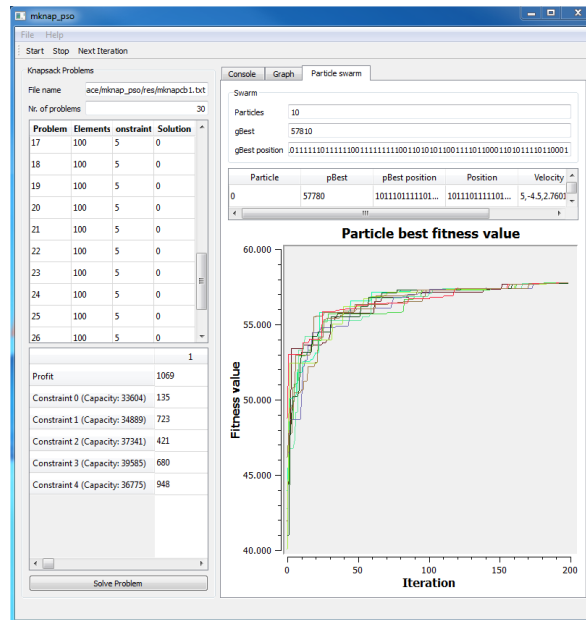 mknap_pso
File Help
Start Stop Next Iteration
Knapsack Problems
File name ace/mknap_pso/res/mknapcb1.txt
Nr. of problems 30
Problem Elements onstraint Solution
17 100 5 0
18 100 5 0
19 100 5 0
20 100 5 0
21 100 5 0
22 100 5 0
23 100 5 0
24 100 5 0
25 100 5 0
26 100 5 0
1
Profit 1069
Constraint 0 (Capacity: 33604) 135
Constraint 1 (Capacity: 34889) 723
Constraint 2 (Capacity: 37341) 421
Constraint 3 (Capacity: 39585) 680
Constraint 4 (Capacity: 36775) 948
Solve Problem
Console Graph Particle swarm
Swarm
Particles 10
gBest 57810
gBest position
Particle pBest pBest position Position Velocity
0 57780 1011101111101... 1011101111101... 5,-4.5,2.7601
Particle best fitness value
60.000
55.000
50.000
45.000
40.000
Fitness value
0 50 100 150 200
Iteration